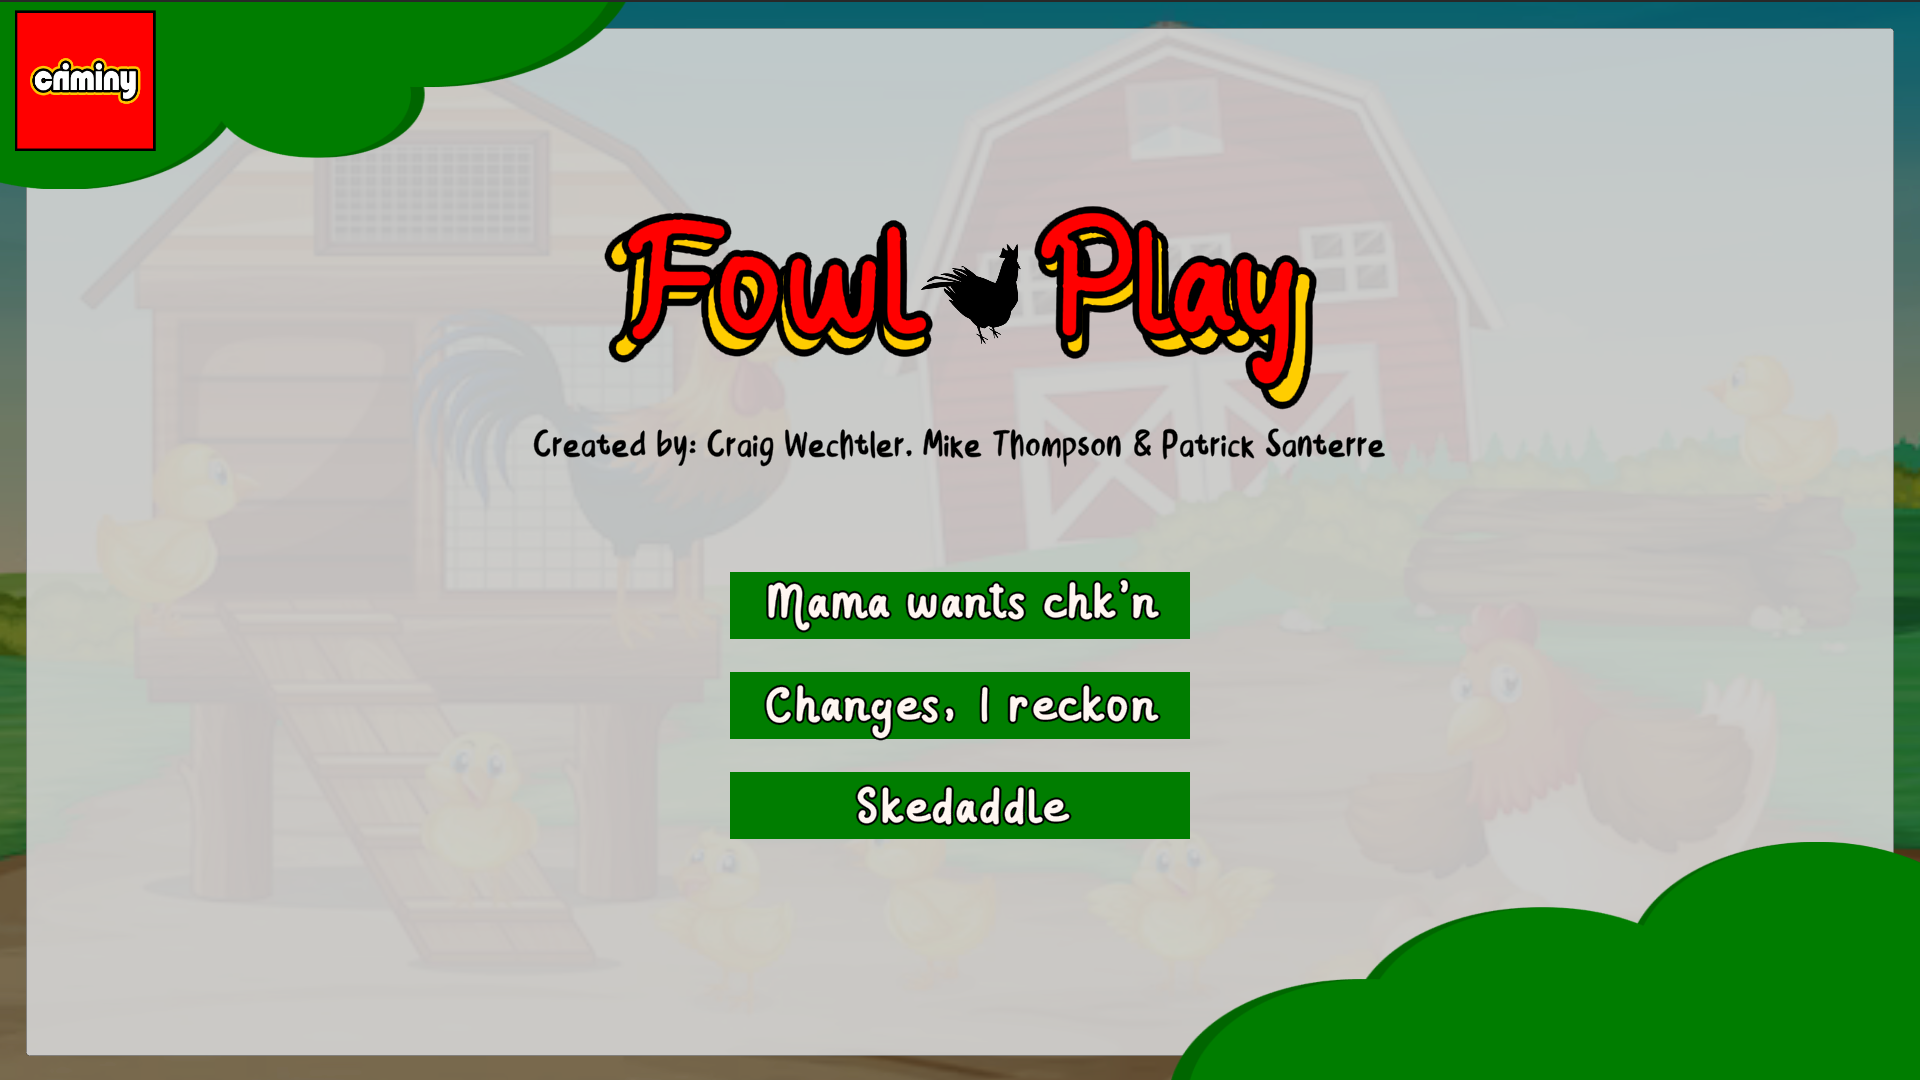 criminy
Fowl Play
Created by: Craig Wechtler. Mike Thompson & Patrick Santerre
Mama wants chk'n
Changes, I reckon
Skedaddle